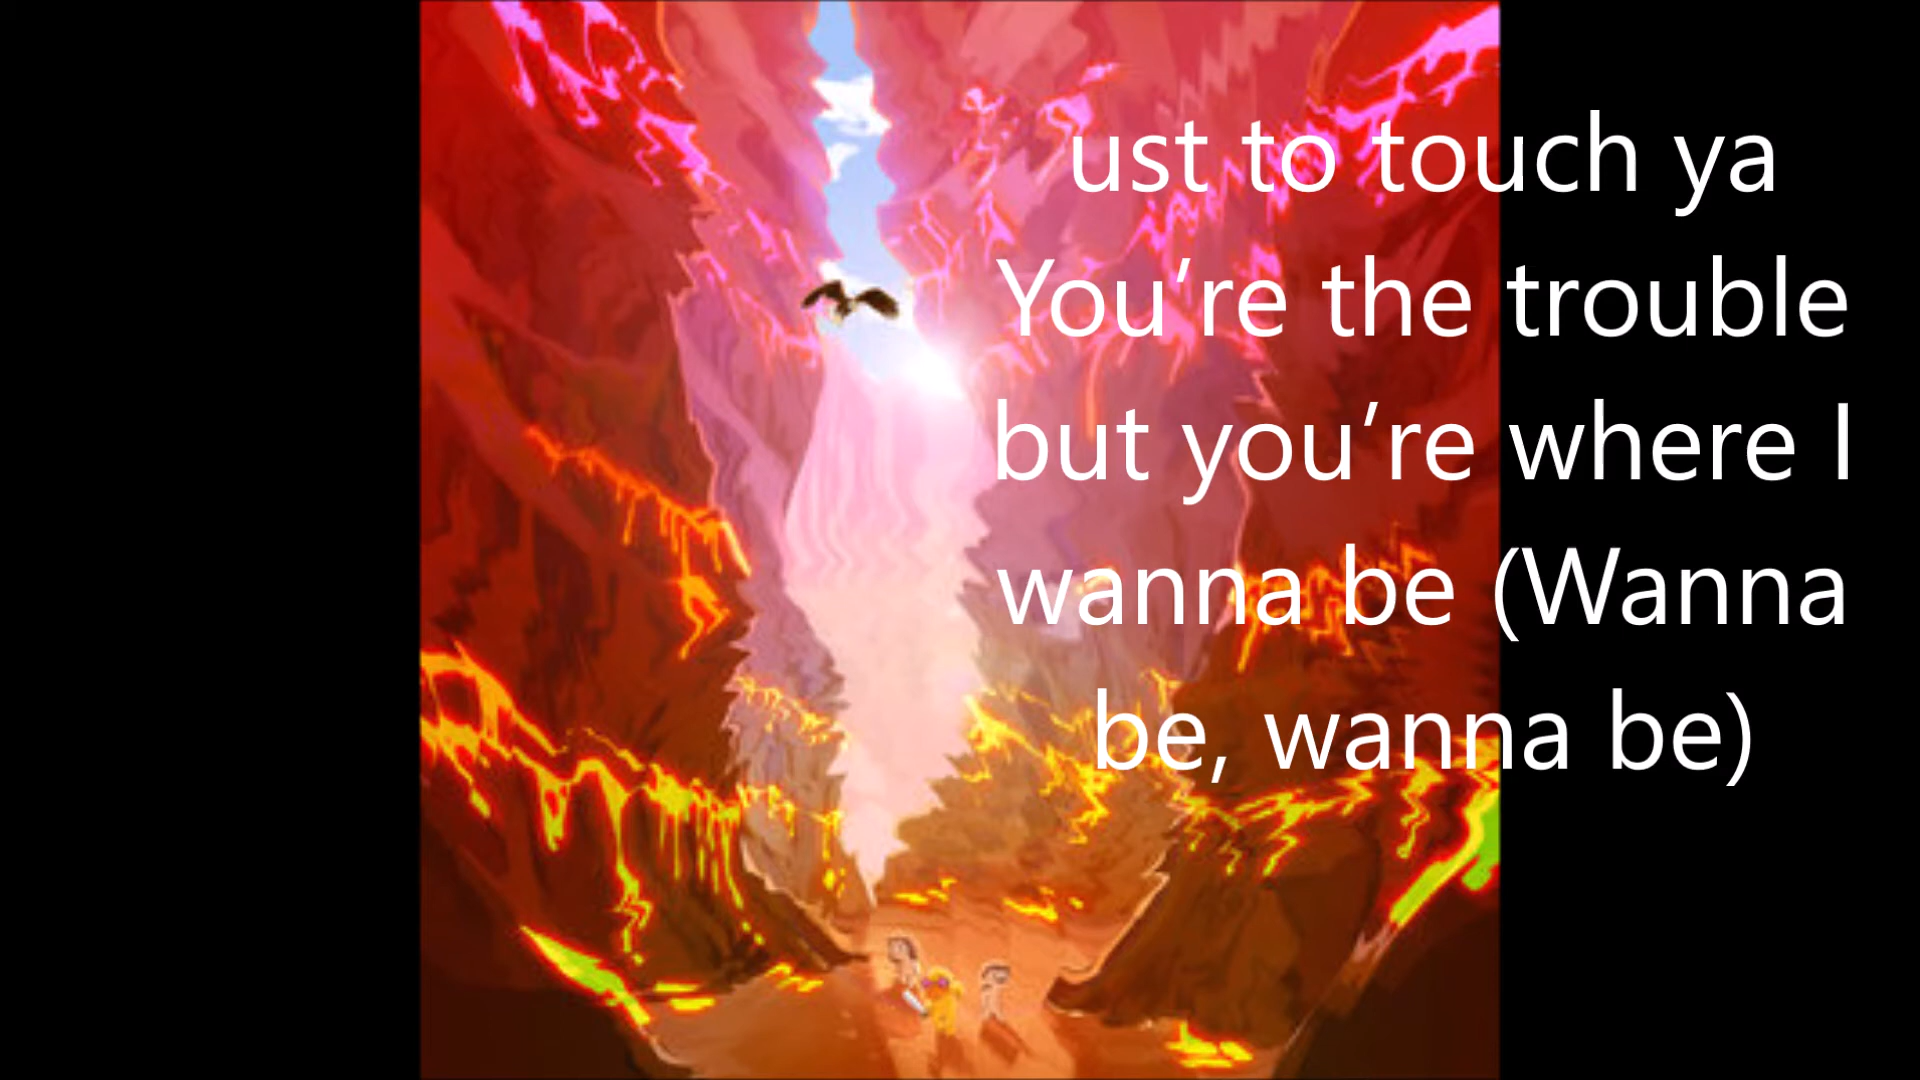 ust to touch ya
You’re the trouble
but you’re where I
wanna be (Wanna
be, wanna be)